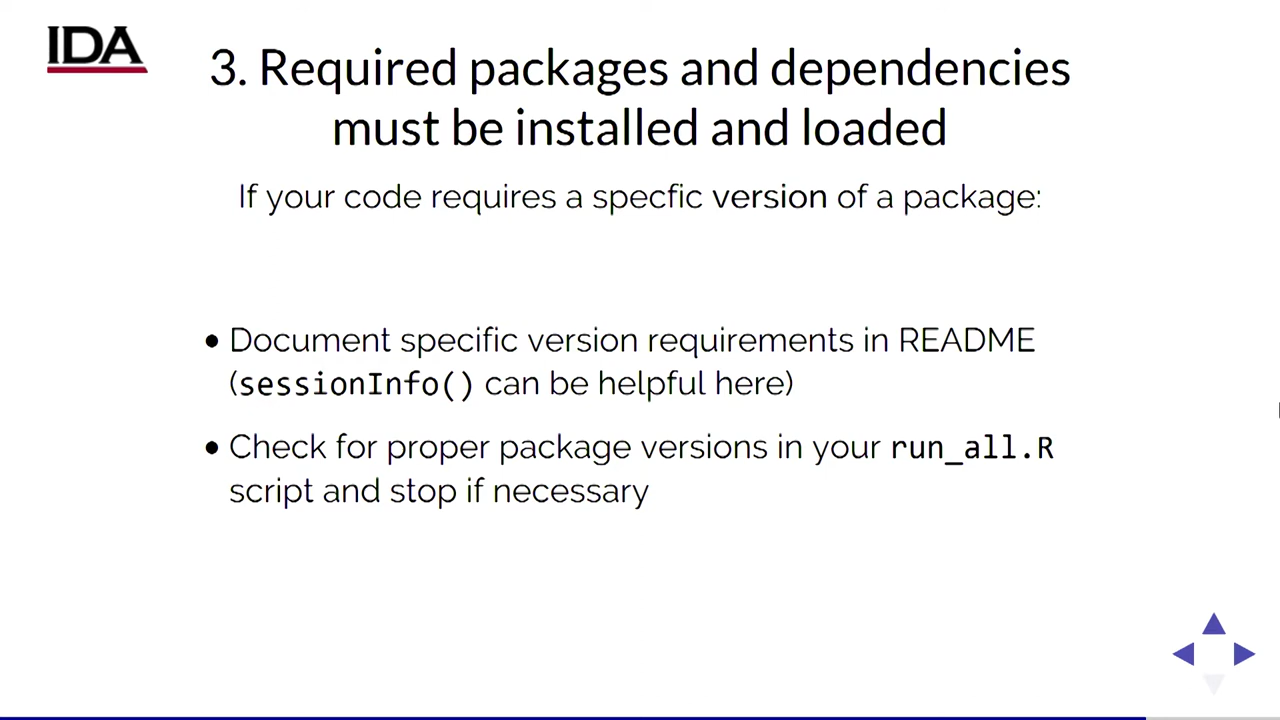 IDA
3. Required packages and dependencies
must be installed and loaded
If your code requires a specfic version of a package:
• Document specific version requirements in README
(sessionInfo() can be helpful here)
• Check for proper package versions in your run_all.R
script and stop if necessary